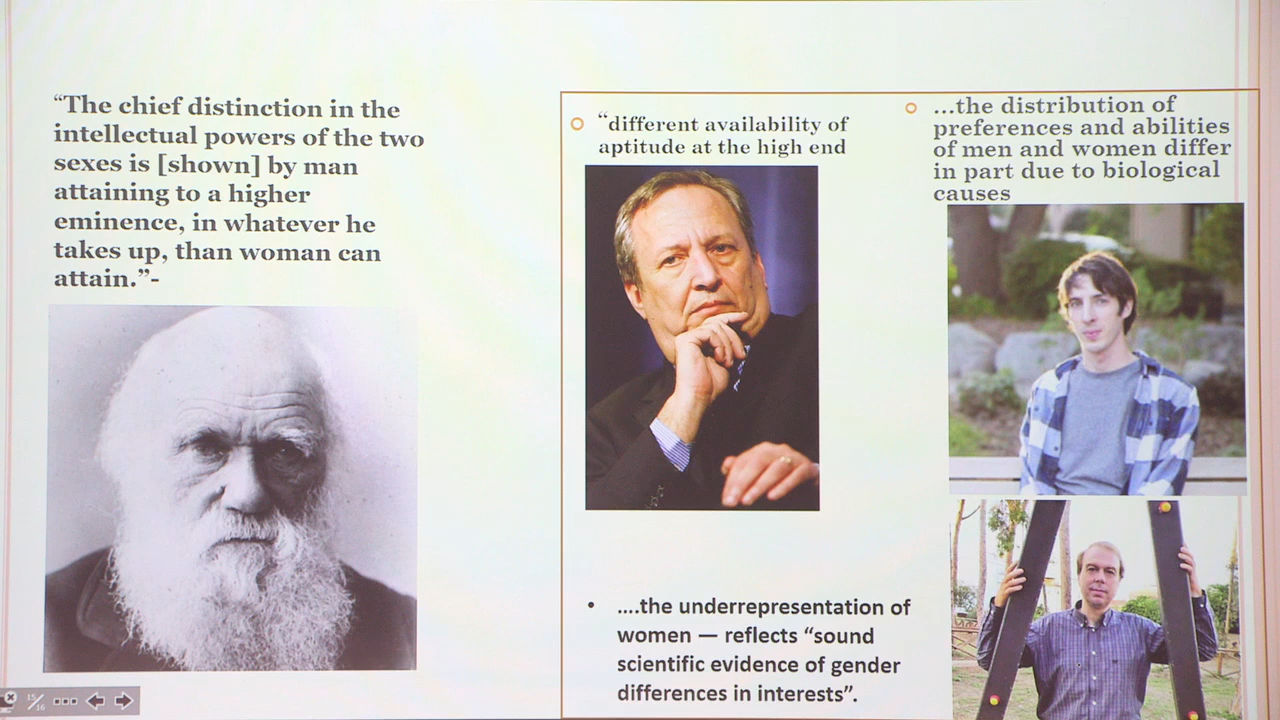 “The chief distinction in the
intellectual powers of the two
sexes is [shown] by man
attaining to a higher
eminence, in whatever he
takes up, than woman can
attain.”-
“different availability of
aptitude at the high end
...the distribution of
preferences and abilities
of men and women differ
in part due to biological
causes
....the underrepresentation of
women — reflects “sound
scientific evidence of gender
differences in interests”.
15/16